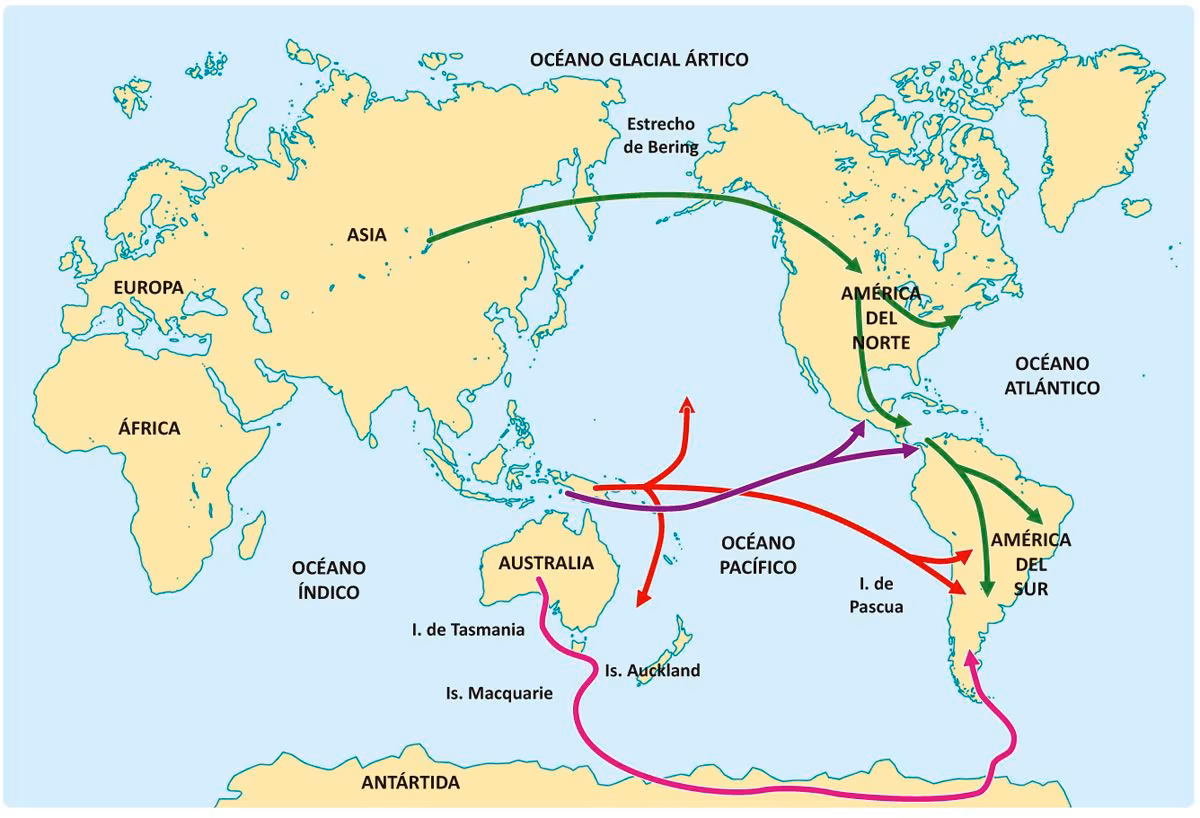 OCÉANO GLACIAL ÁRTICO
Estrecho
de Bering
ASIA
EUROPA
AMÉRICA
DEL
NORTE
OCÉANO
ATLÁNTICO
ÁFRICA
OCÉANO
ÍNDICO
AUSTRALIA
OCÉANO
PACÍFICO
AMÉRICA
DEL
SUR
I. de
Pascua
I. de Tasmania
Is. Auckland
Is. Macquarie
ANTÁRTIDA